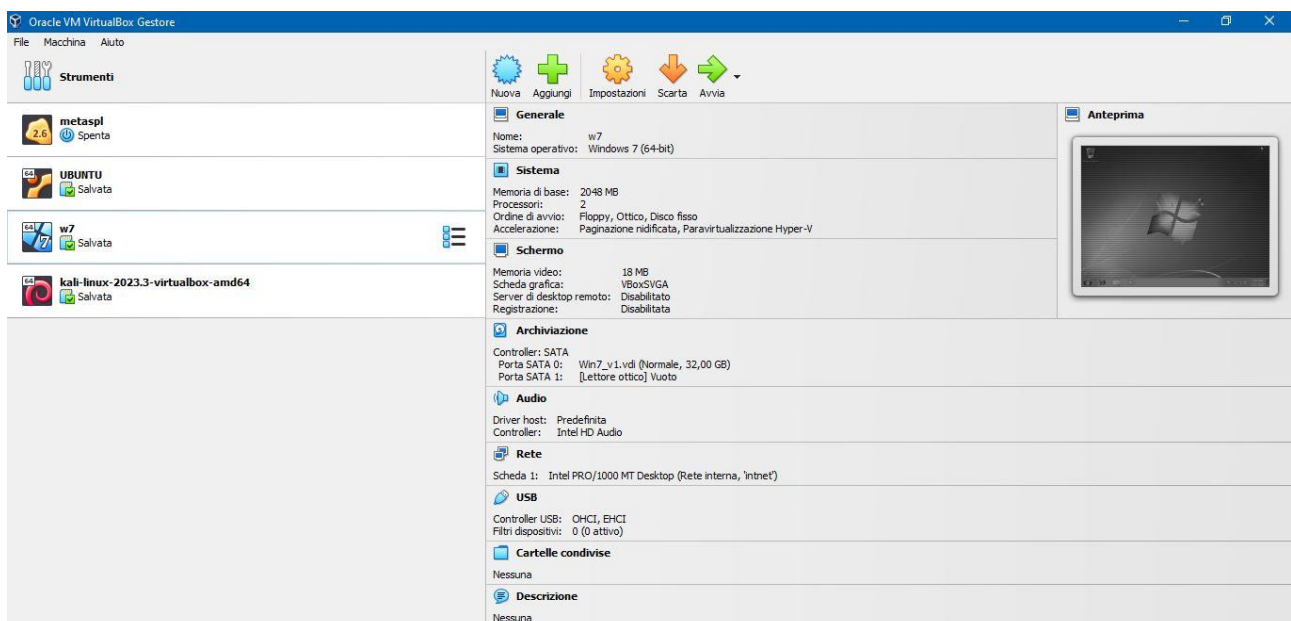 Oracle VM VirtualBox Gestore
File Macchina Aiuto
Strumenti
metaspl
2.6
Spenta
64
UBUNTU
Salvata
64
7
w7
Salvata
64
kali-linux-2023.3-virtualbox-amd64
Salvata
Nuova Aggiungi Impostazioni Scarta Avvia
Generale
Nome: w7
Sistema operativo: Windows 7 (64-bit)
Sistema
Memoria di base: 2048 MB
Processori: 2
Ordine di avvio: Floppy, Ottico, Disco fisso
Accelerazione: Paginazione nidificata, Paravirtualizzazione Hyper-V
Schermo
Memoria video: 18 MB
Scheda grafica: VBoxSVGA
Server di desktop remoto: Disabilitato
Registrazione: Disabilitata
Archiviazione
Controller: SATA
Porta SATA 0: Win7_v1.vdi (Normale, 32,00 GB)
Porta SATA 1: [Lettore ottico] Vuoto
Audio
Driver host: Predefinita
Controller: Intel HD Audio
Rete
Scheda 1: Intel PRO/1000 MT Desktop (Rete interna, 'intnet')
USB
Controller USB: OHCI, EHCI
Filtri dispositivi: 0 (0 attivo)
Cartelle condivise
Nessuna
Descrizione
Nessuna
Anteprima